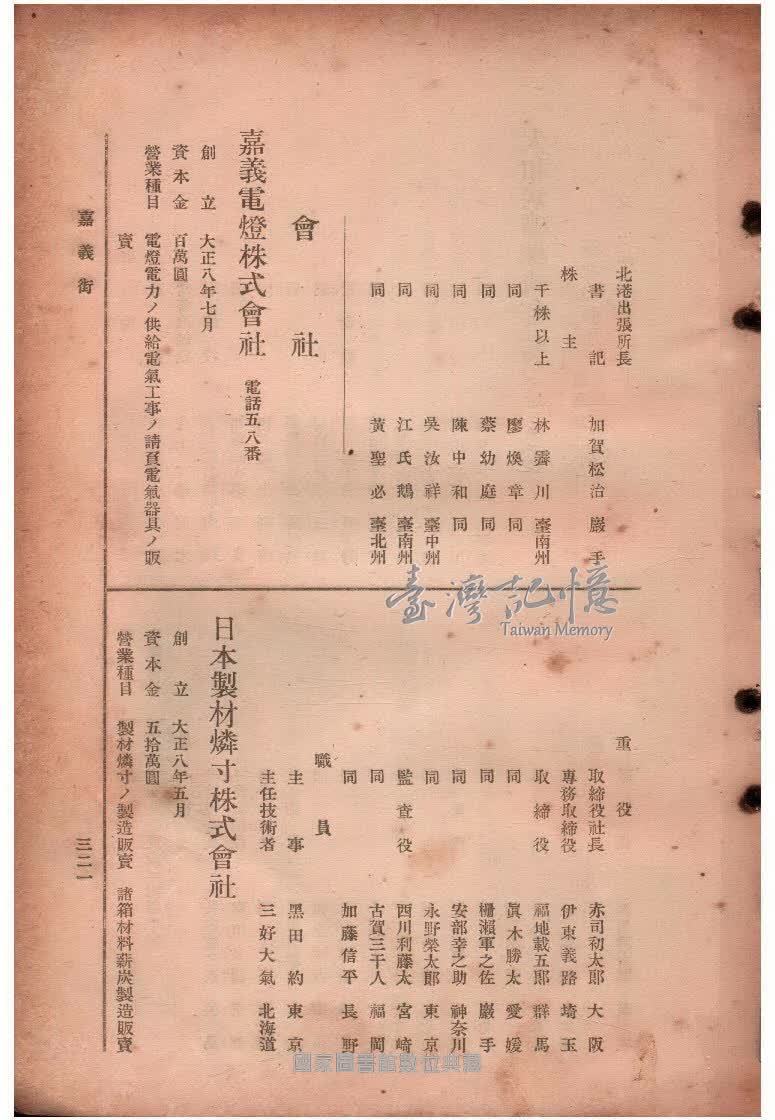 北港出張所長
書記 加賀松治 巖手
株主
千株以上 林霽川 臺南州
同 廖煥章 同
同 蔡幼庭 同
同 陳中和 同
同 吳汝祥 臺中州
同 江氏鵝 臺南州
同 黃聖必 臺北州
會社
嘉義電燈株式會社 電話五八番
創立 大正八年七月
資本金 百萬圓
營業種目 電燈電力ノ供給電氣工事ノ請負電氣器具ノ販
賣
重役
取締役社長 赤司初太郎 大阪
專務取締役 伊東義路 埼玉
取締役 福地載五郎 群馬
同 眞木勝太 愛媛
同 柵瀨軍之佐 巖手
同 安部幸之助 神奈川
同 永野榮太郎 東京
監査役 西川利藤太 宮崎
同 古賀三千人 福岡
同 加藤信平 長野
職員
主事 黑田約 東京
主任技術者 三好大氣 北海道
日本製材燐寸株式會社
創立 大正八年五月
資本金 五拾萬圓
營業種目 製材燐寸ノ製造販賣 諸箱材料薪炭製造販賣
嘉義街
三二一
臺灣記憶
Taiwan Memory
國家圖書館數位典藏